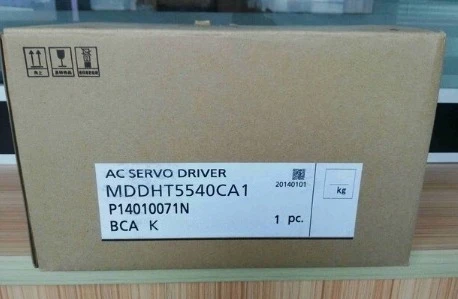 AC SERVO DRIVER
MDDHT5540CA1
20140101
kg
P14010071N
BCA K
1 pc.